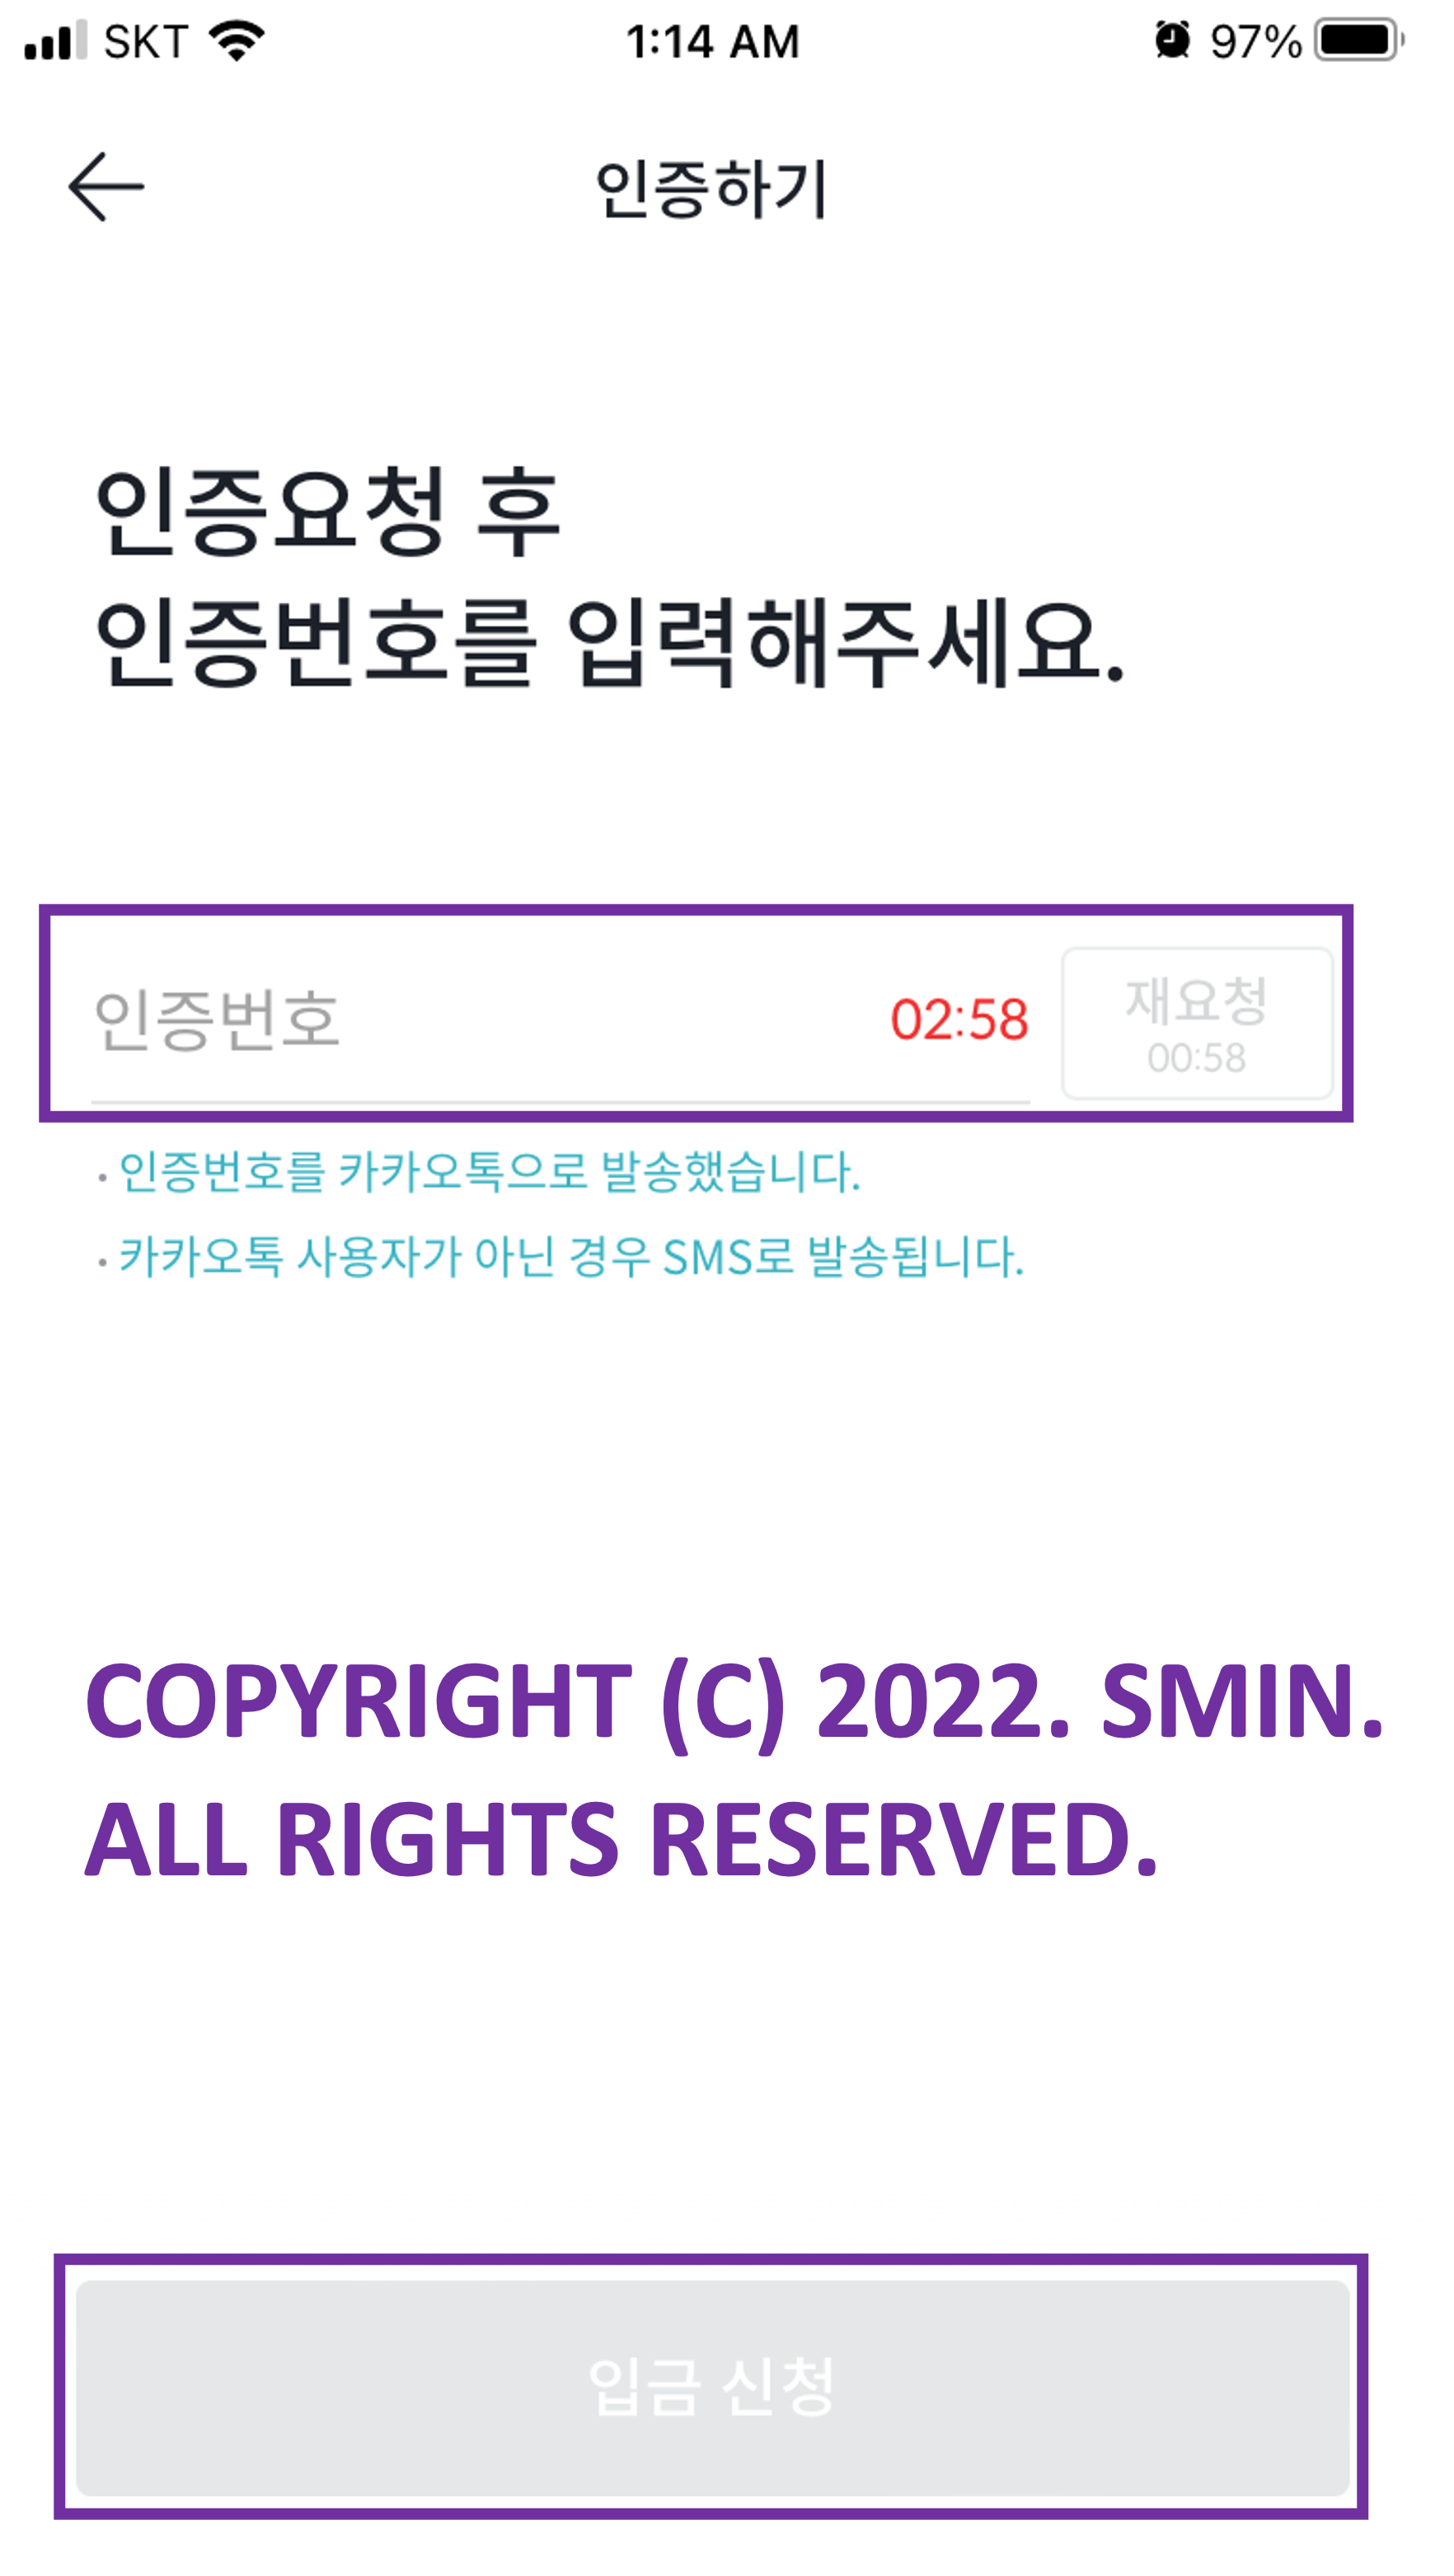 SKT 1:14 AM 97%
인증하기
인증요청 후
인증번호를 입력해주세요.
인증번호 02:58 재요청
00:58
· 인증번호를 카카오톡으로 발송했습니다.
· 카카오톡 사용자가 아닌 경우 SMS로 발송됩니다.
COPYRIGHT (C) 2022. SMIN.
ALL RIGHTS RESERVED.
입금 신청